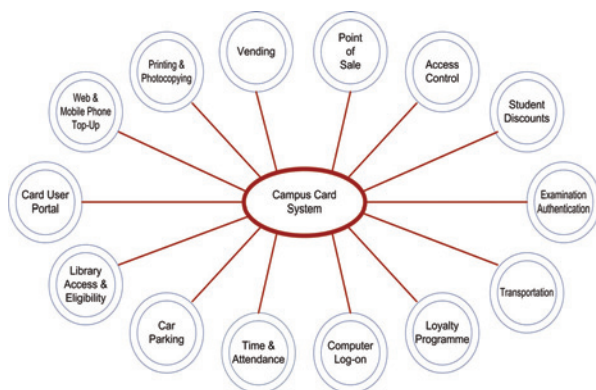 Vending
Point
of
Sale
Printing &
Photocopying
Access
Control
Web &
Mobile Phone
Top-Up
Student
Discounts
Card User
Portal
Campus Card
System
Examination
Authentication
Library
Access &
Eligibility
Transportation
Car
Parking
Time &
Attendance
Computer
Log-on
Loyalty
Programme